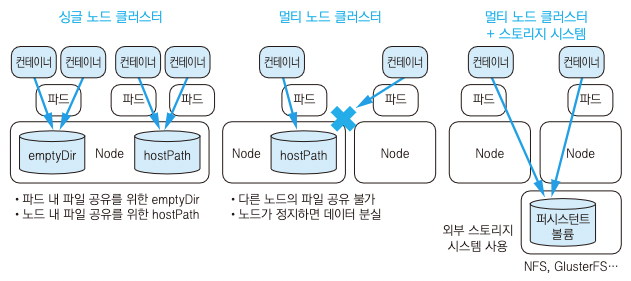 싱글 노드 클러스터
컨테이너
컨테이너
컨테이너
컨테이너
파드
파드
파드
emptyDir
Node
hostPath
• 파드 내 파일 공유를 위한 emptyDir
• 노드 내 파일 공유를 위한 hostPath
멀티 노드 클러스터
컨테이너
컨테이너
파드
파드
Node
hostPath
Node
• 다른 노드의 파일 공유 불가
• 노드가 정지하면 데이터 분실
멀티 노드 클러스터
+ 스토리지 시스템
컨테이너
컨테이너
파드
파드
Node
Node
외부 스토리지
시스템 사용
퍼시스턴트
볼륨
NFS, GlusterFS…